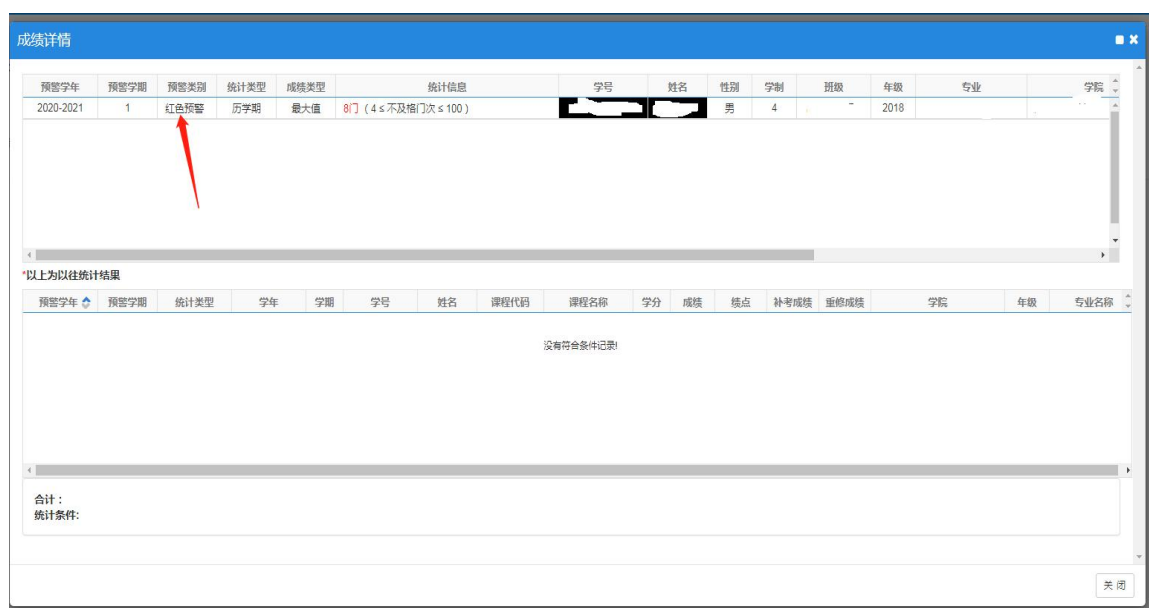 成绩详情
预警学年 预警学期 预警类别 统计类型 成绩类型 统计信息 学号 姓名 性别 学制 班级 年级 专业 学院
2020-2021 1 红色预警 历学期 最大值 8门（4≤不及格门次≤100） 男 4 2018
*以上为以往统计结果
预警学年 预警学期 统计类型 学年 学期 学号 姓名 课程代码 课程名称 学分 成绩 绩点 补考成绩 重修成绩 学院 年级 专业名称
没有符合条件记录!
合计：
统计条件:
关闭